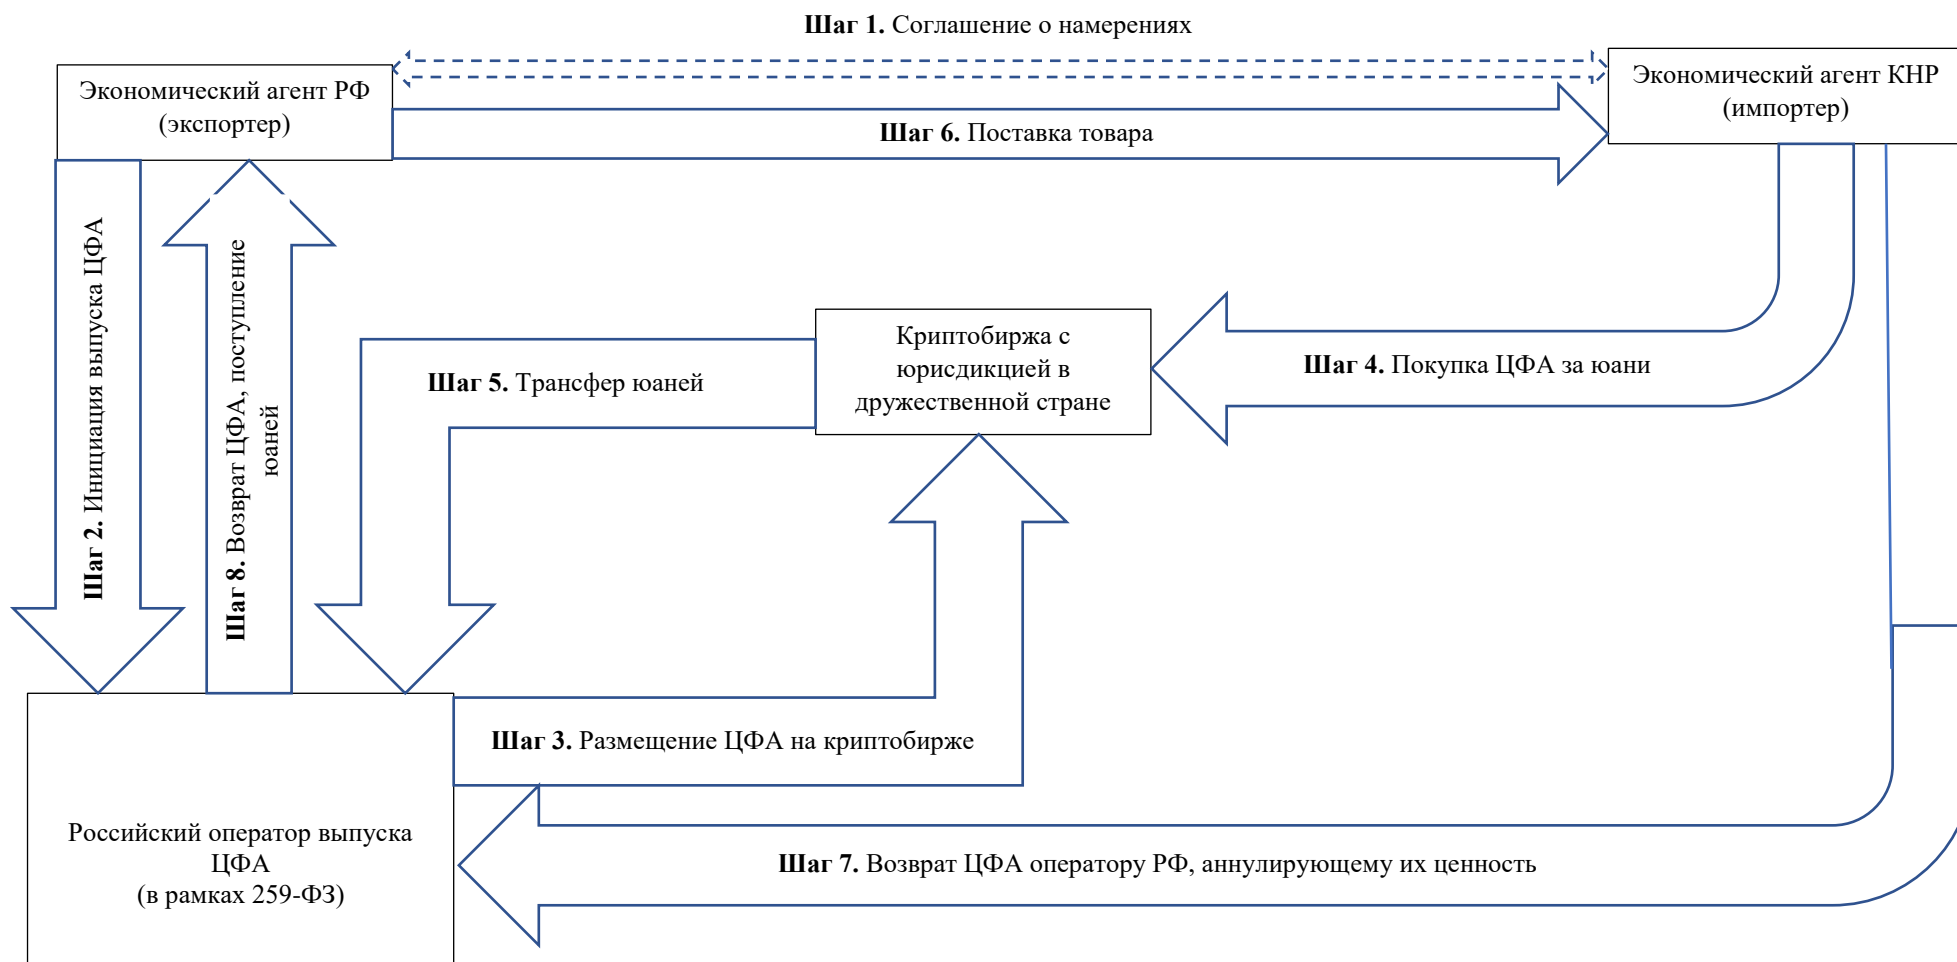 Шаг 1. Соглашение о намерениях
Экономический агент РФ
(экспортер)
Экономический агент КНР
(импортер)
Шаг 6. Поставка товара
Шаг 2. Инициация выпуска ЦФА
Шаг 8. Возврат ЦФА, поступление
юаней
Криптобиржа с
юрисдикцией в
дружественной стране
Шаг 5. Трансфер юаней
Шаг 4. Покупка ЦФА за юани
Шаг 3. Размещение ЦФА на криптобирже
Российский оператор выпуска
ЦФА
(в рамках 259-ФЗ)
Шаг 7. Возврат ЦФА оператору РФ, аннулирующему их ценность